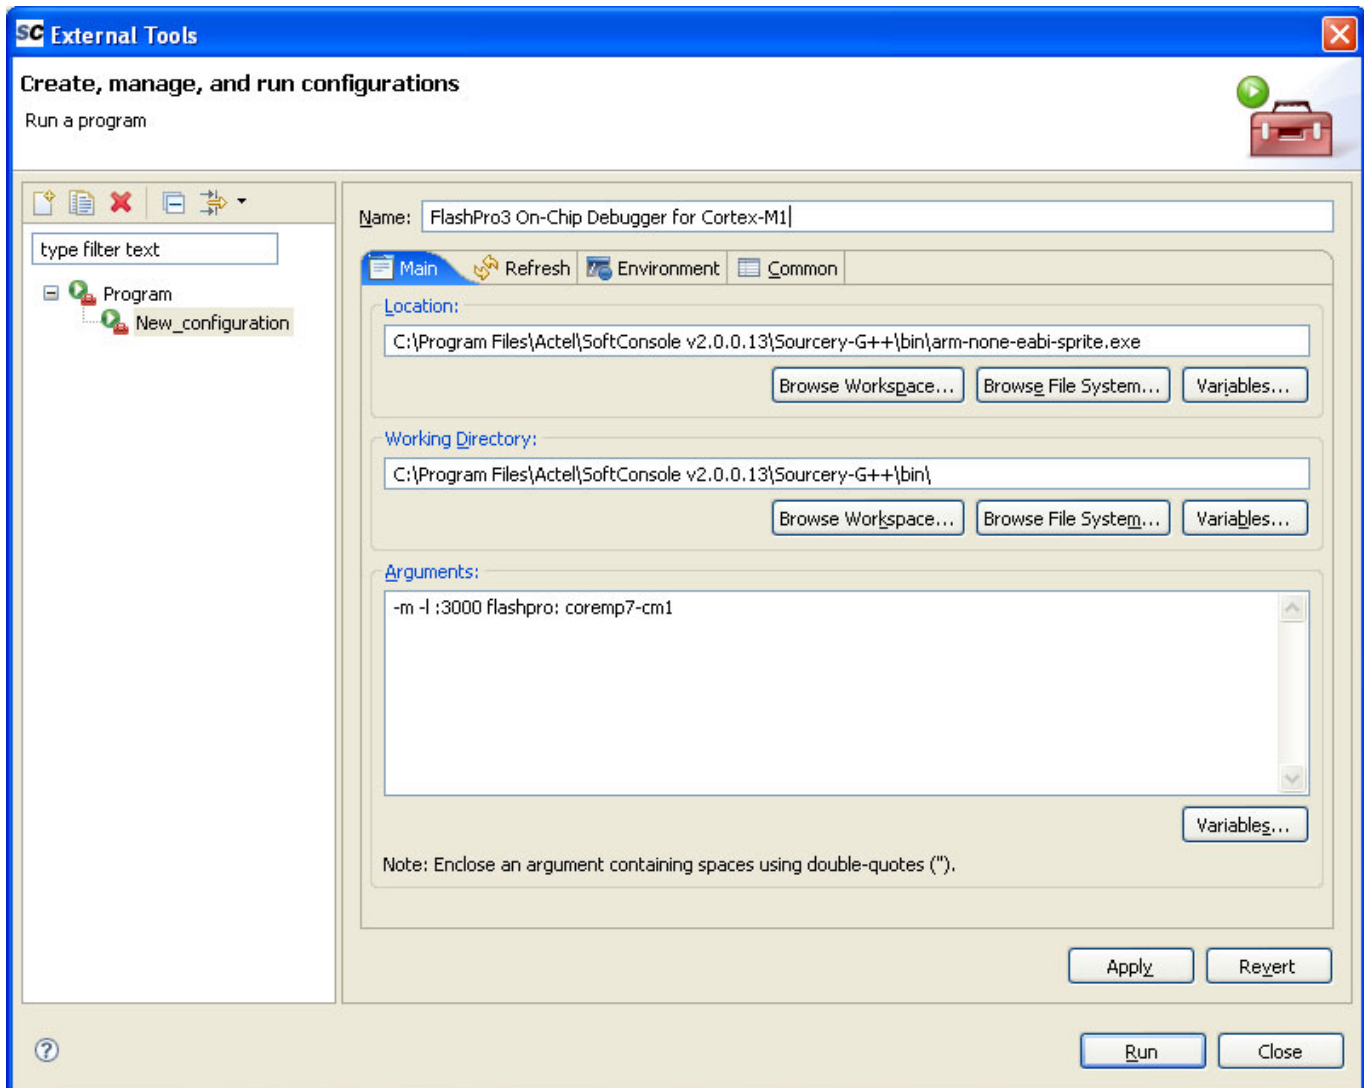 SC External Tools
Create, manage, and run configurations
Run a program
type filter text
Program
New_configuration
Name: FlashPro3 On-Chip Debugger for Cortex-M1
Main Refresh Environment Common
Location:
C:\Program Files\Actel\SoftConsole v2.0.0.13\Sourcery-G++\bin\arm-none-eabi-sprite.exe
Browse Workspace... Browse File System... Variables...
Working Directory:
C:\Program Files\Actel\SoftConsole v2.0.0.13\Sourcery-G++\bin\
Browse Workspace... Browse File System... Variables...
Arguments:
-m -l :3000 flashpro: coremp7-cm1
Variables...
Note: Enclose an argument containing spaces using double-quotes (").
Apply Revert
? Run Close